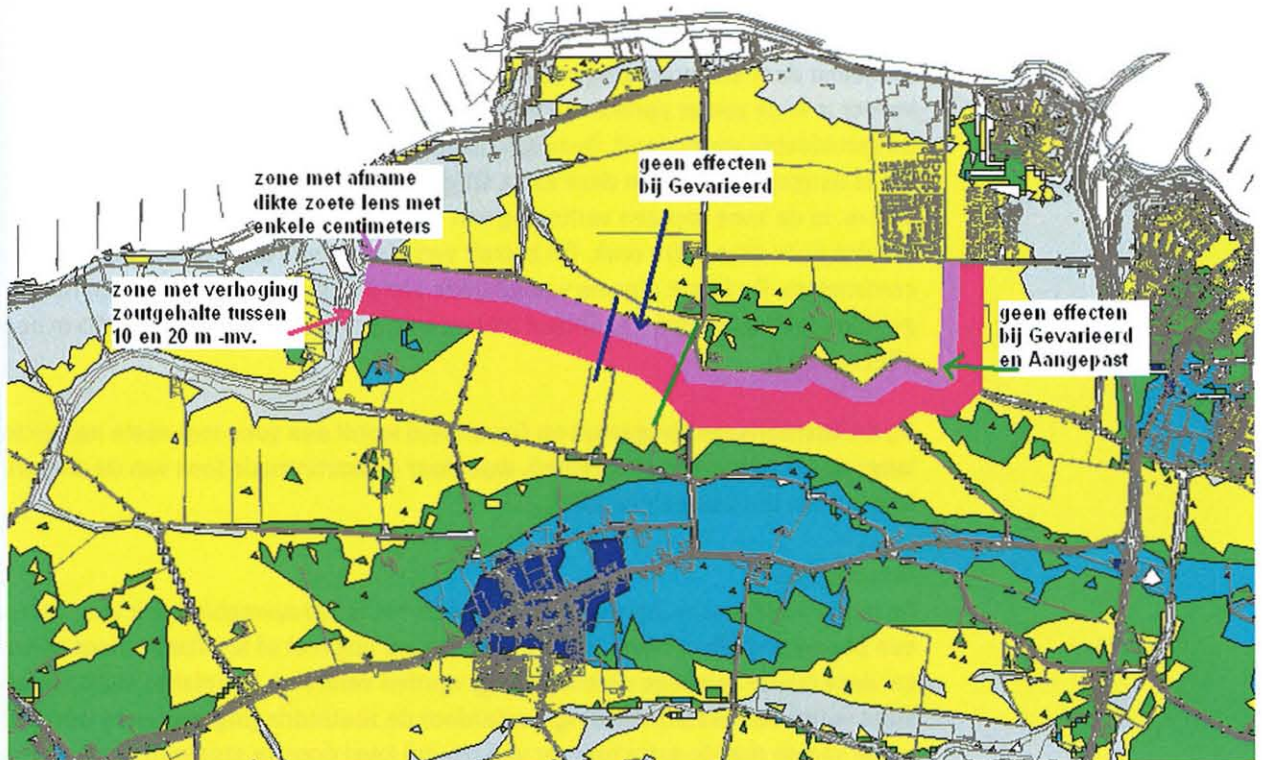 zone met afname
dikte zoete lens met
enkele centimeters
geen effecten
bij Gevarieerd
zone met verhoging
zoutgehalte tussen
10 en 20 m -mv.
geen effecten
bij Gevarieerd
en Aangepast